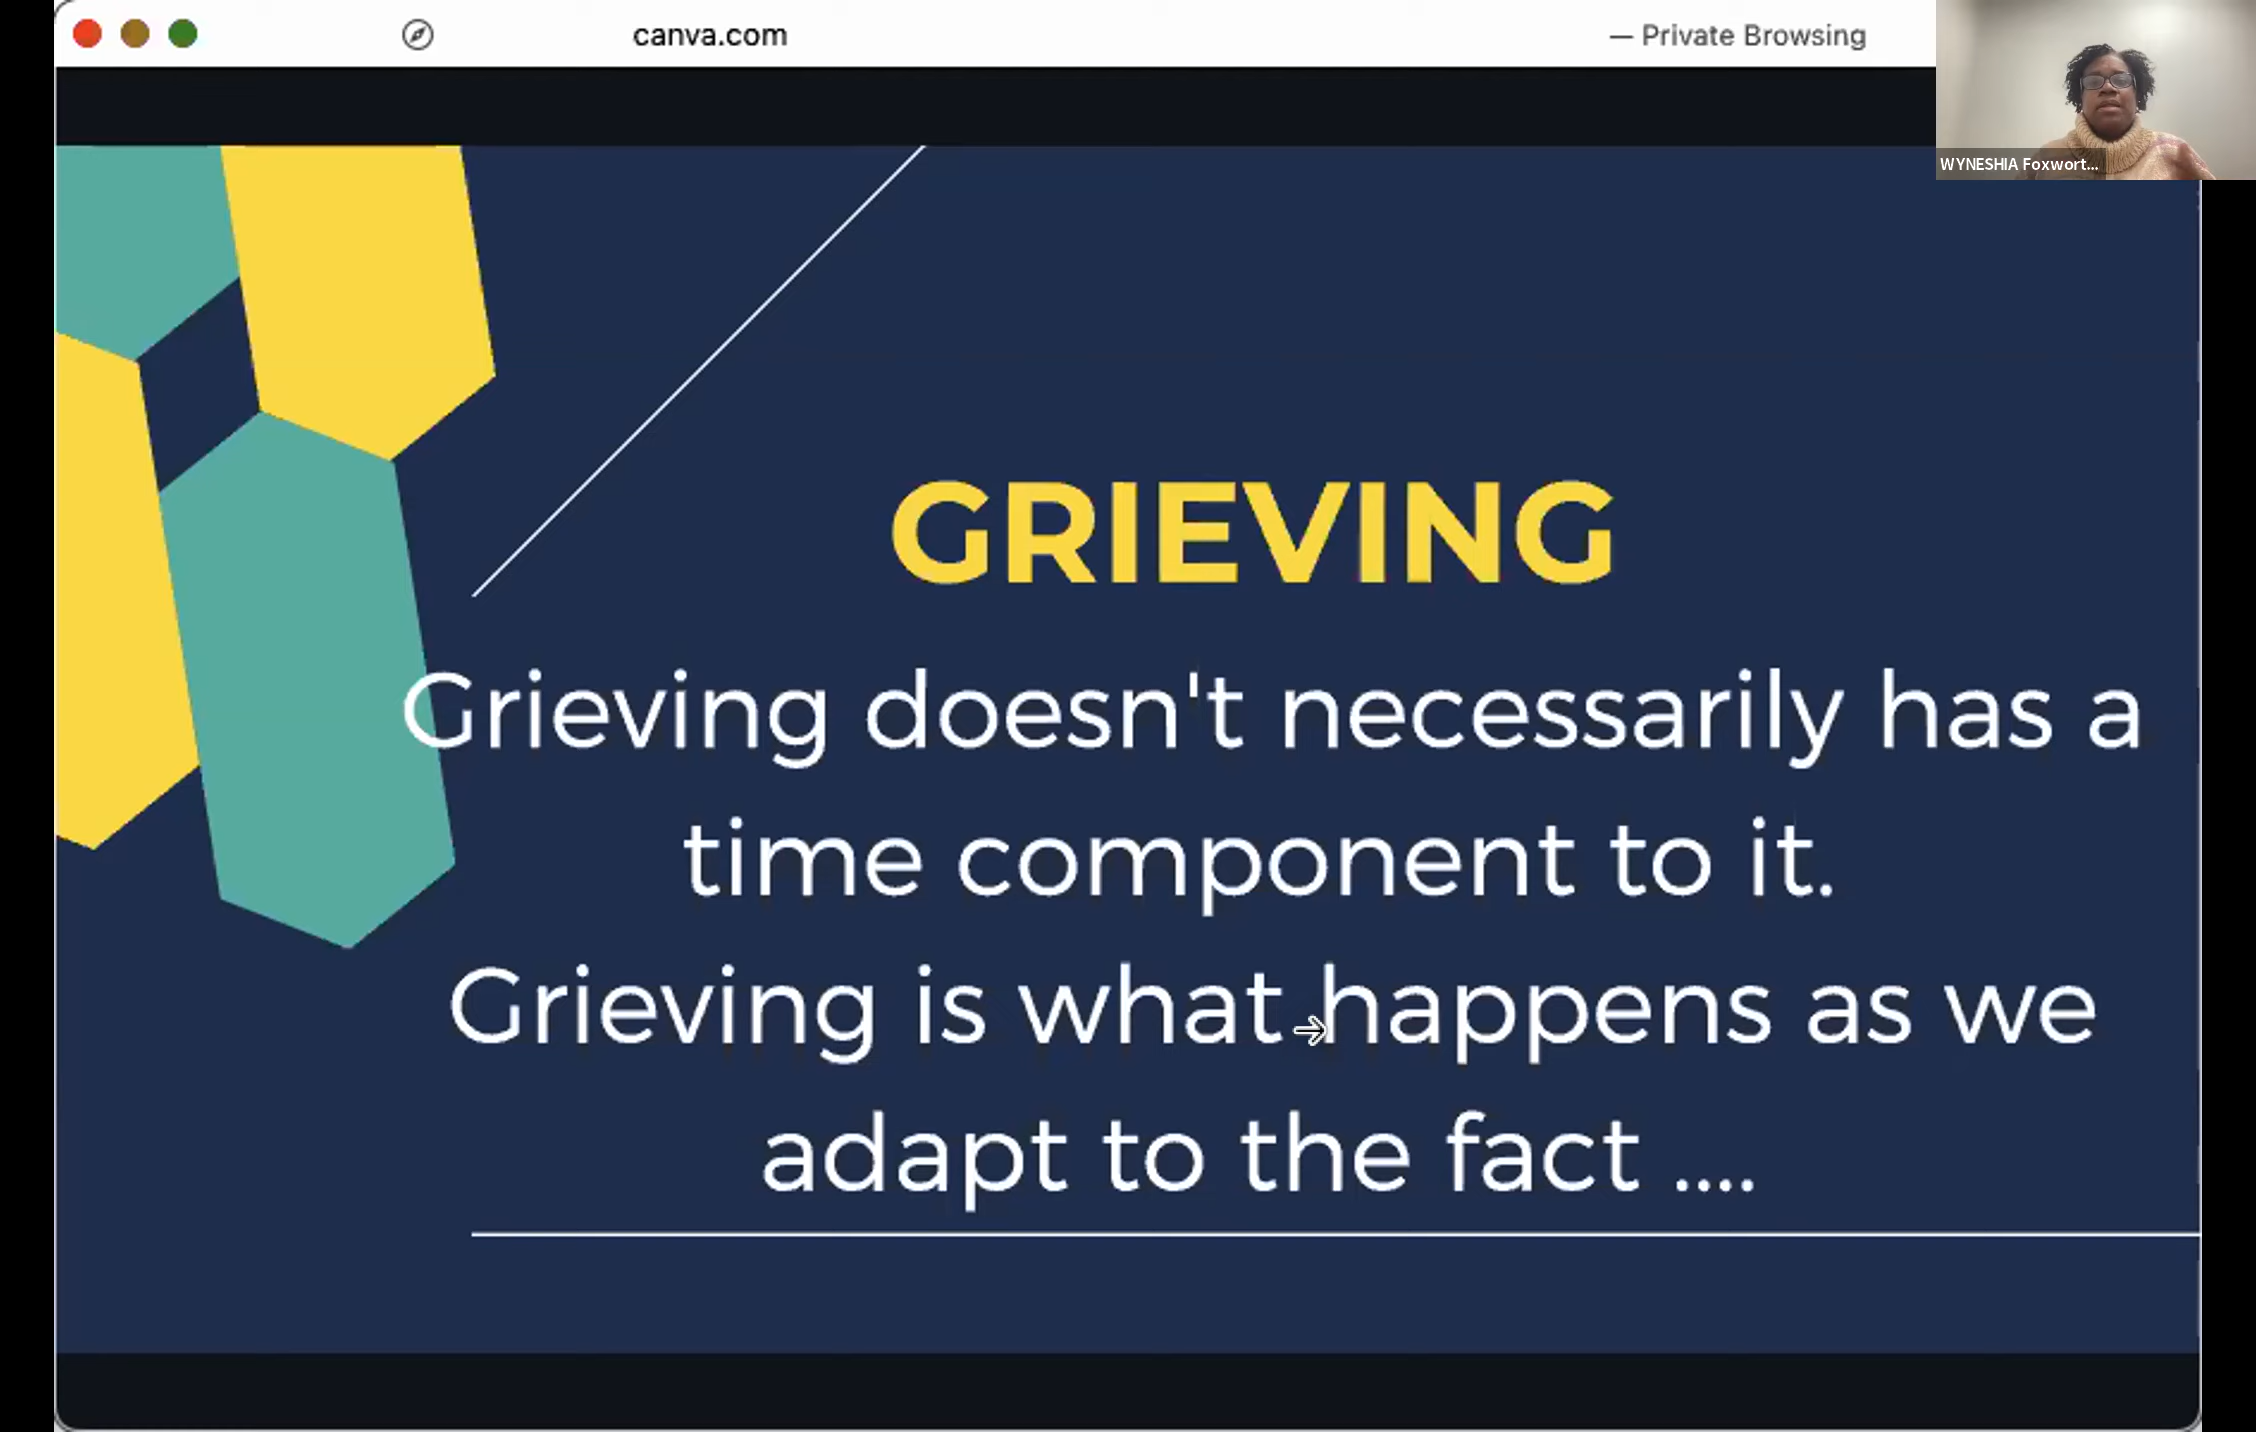 canva.com
— Private Browsing
WYNESHIA Foxwort...
GRIEVING
Grieving doesn't necessarily has a
time component to it.
Grieving is what happens as we
adapt to the fact ....